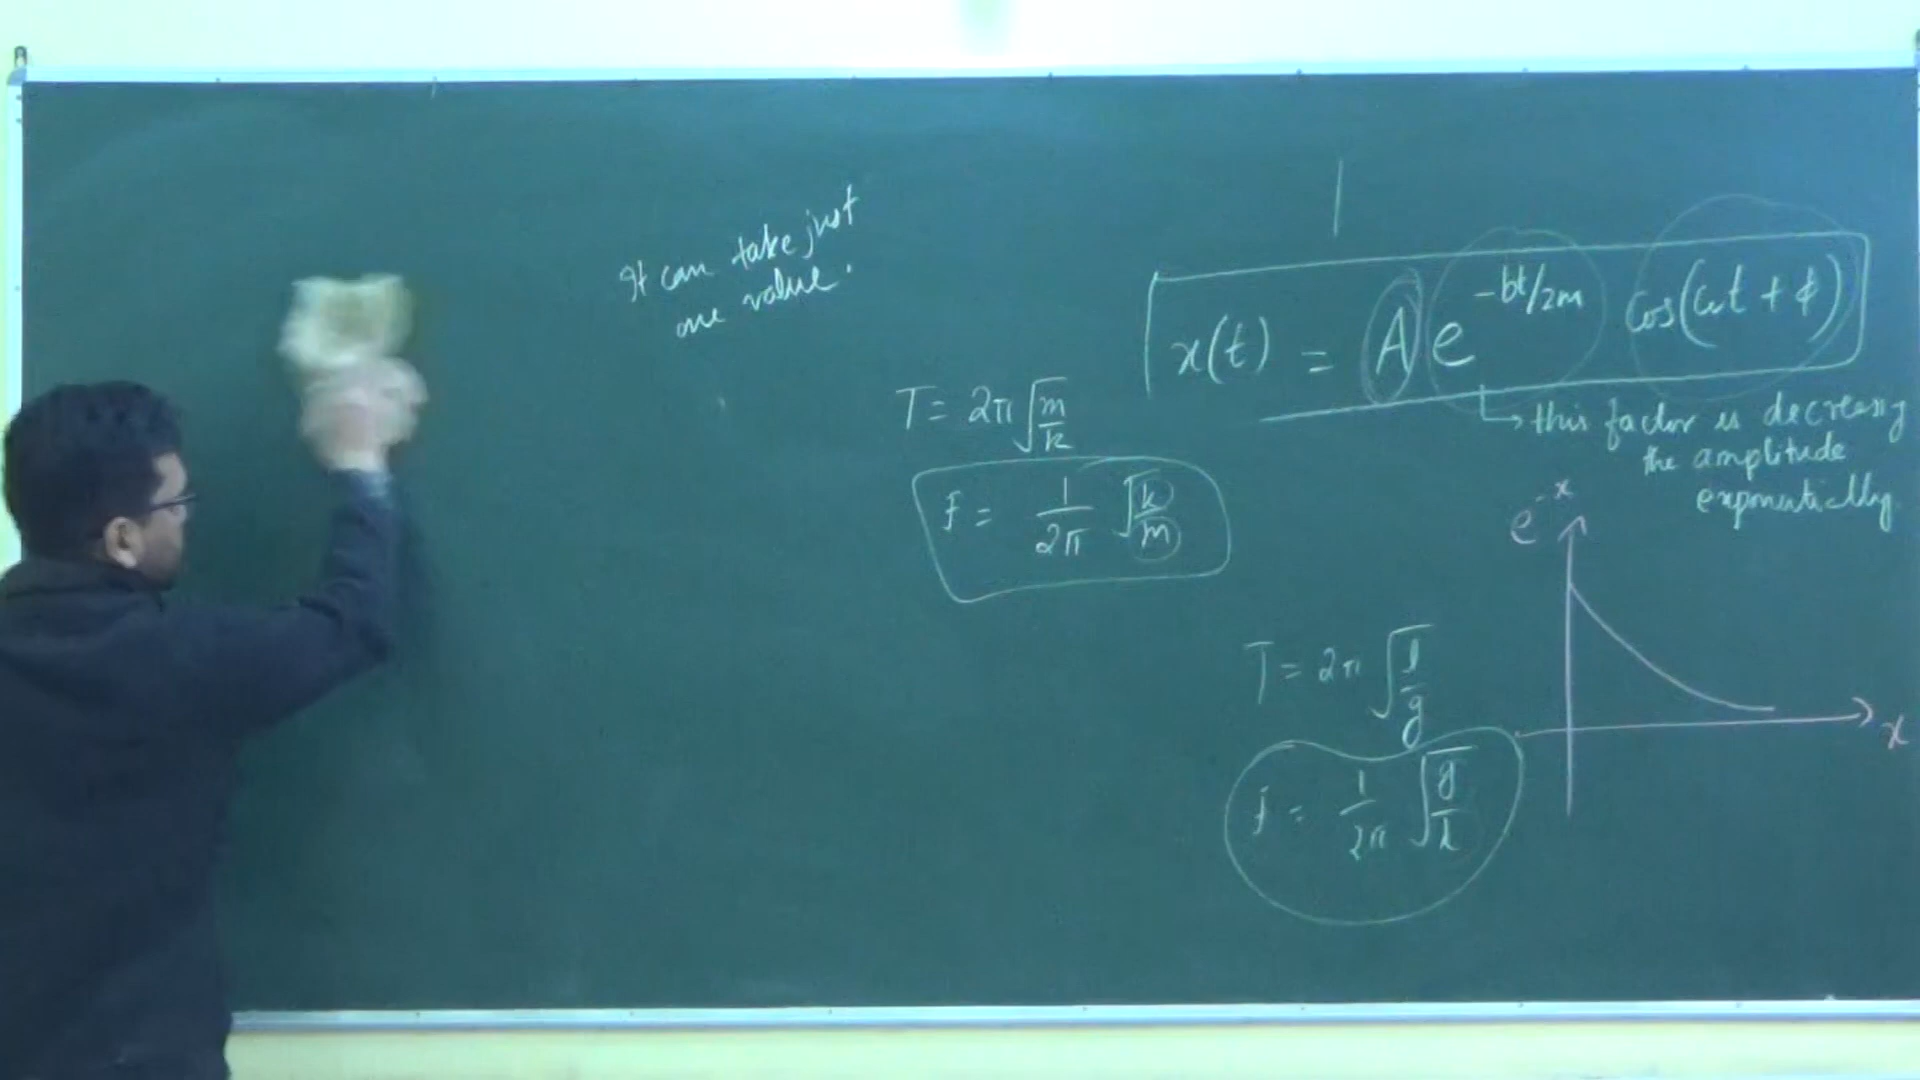 It can take just
one value.
x(t) = A e^{-bt/2m} cos(ωt + ϕ)
↳ this factor is decreasing
the amplitude
exponentially
T = 2π √(m/k)
f = 1/2π √(k/m)
e^{-x}
x
T = 2π √(l/g)
f = 1/2π √(g/l)